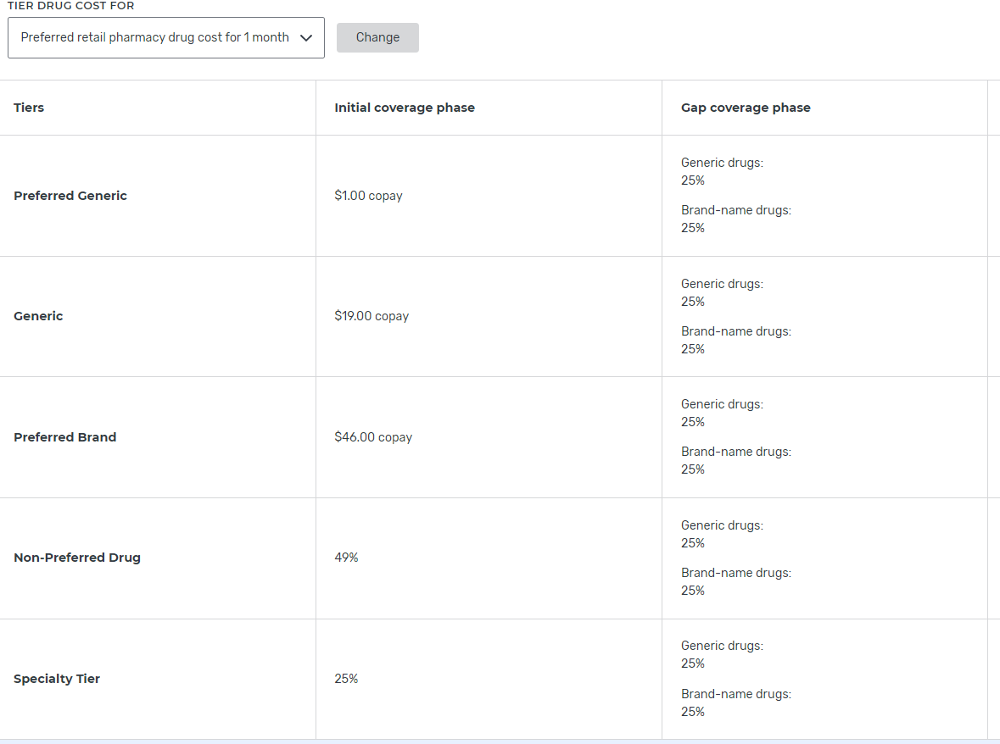 TIER DRUG COST FOR
Preferred retail pharmacy drug cost for 1 month
Change
Tiers
Initial coverage phase
Gap coverage phase
Preferred Generic
$1.00 copay
Generic drugs:
25%
Brand-name drugs:
25%
Generic
$19.00 copay
Generic drugs:
25%
Brand-name drugs:
25%
Preferred Brand
$46.00 copay
Generic drugs:
25%
Brand-name drugs:
25%
Non-Preferred Drug
49%
Generic drugs:
25%
Brand-name drugs:
25%
Specialty Tier
25%
Generic drugs:
25%
Brand-name drugs:
25%